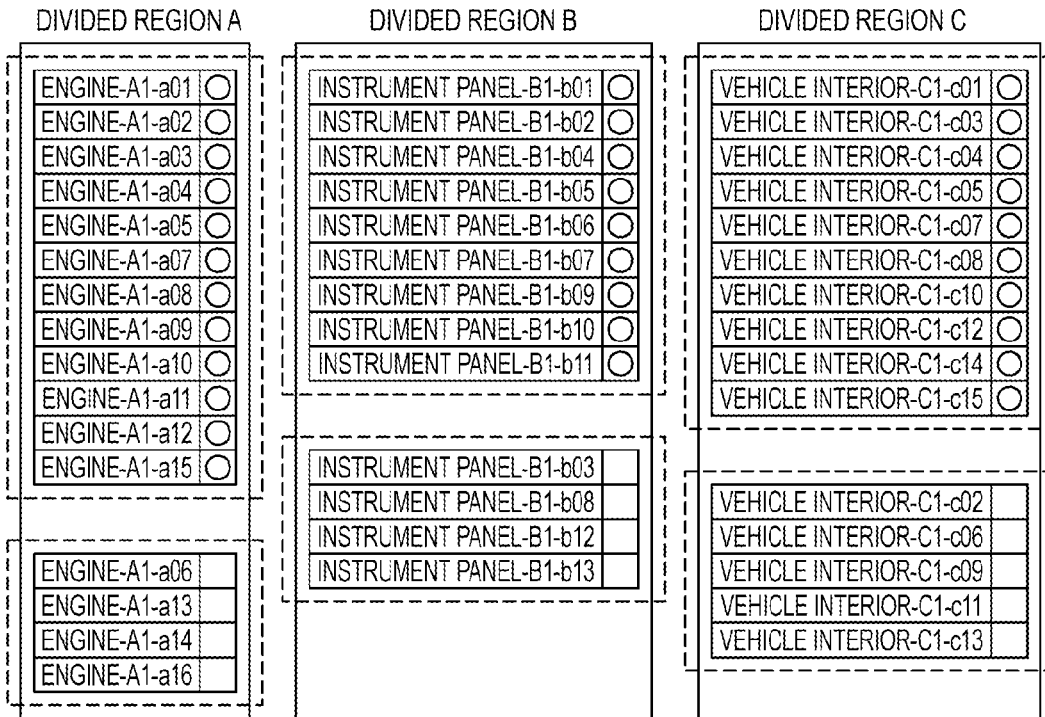 DIVIDED REGION A
ENGINE-A1-a01 ○
ENGINE-A1-a02 ○
ENGINE-A1-a03 ○
ENGINE-A1-a04 ○
ENGINE-A1-a05 ○
ENGINE-A1-a07 ○
ENGINE-A1-a08 ○
ENGINE-A1-a09 ○
ENGINE-A1-a10 ○
ENGINE-A1-a11 ○
ENGINE-A1-a12 ○
ENGINE-A1-a15 ○
ENGINE-A1-a06
ENGINE-A1-a13
ENGINE-A1-a14
ENGINE-A1-a16
DIVIDED REGION B
INSTRUMENT PANEL-B1-b01 ○
INSTRUMENT PANEL-B1-b02 ○
INSTRUMENT PANEL-B1-b04 ○
INSTRUMENT PANEL-B1-b05 ○
INSTRUMENT PANEL-B1-b06 ○
INSTRUMENT PANEL-B1-b07 ○
INSTRUMENT PANEL-B1-b09 ○
INSTRUMENT PANEL-B1-b10 ○
INSTRUMENT PANEL-B1-b11 ○
INSTRUMENT PANEL-B1-b03
INSTRUMENT PANEL-B1-b08
INSTRUMENT PANEL-B1-b12
INSTRUMENT PANEL-B1-b13
DIVIDED REGION C
VEHICLE INTERIOR-C1-c01 ○
VEHICLE INTERIOR-C1-c03 ○
VEHICLE INTERIOR-C1-c04 ○
VEHICLE INTERIOR-C1-c05 ○
VEHICLE INTERIOR-C1-c07 ○
VEHICLE INTERIOR-C1-c08 ○
VEHICLE INTERIOR-C1-c10 ○
VEHICLE INTERIOR-C1-c12 ○
VEHICLE INTERIOR-C1-c14 ○
VEHICLE INTERIOR-C1-c15 ○
VEHICLE INTERIOR-C1-c02
VEHICLE INTERIOR-C1-c06
VEHICLE INTERIOR-C1-c09
VEHICLE INTERIOR-C1-c11
VEHICLE INTERIOR-C1-c13